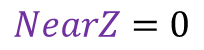 NearZ = 0